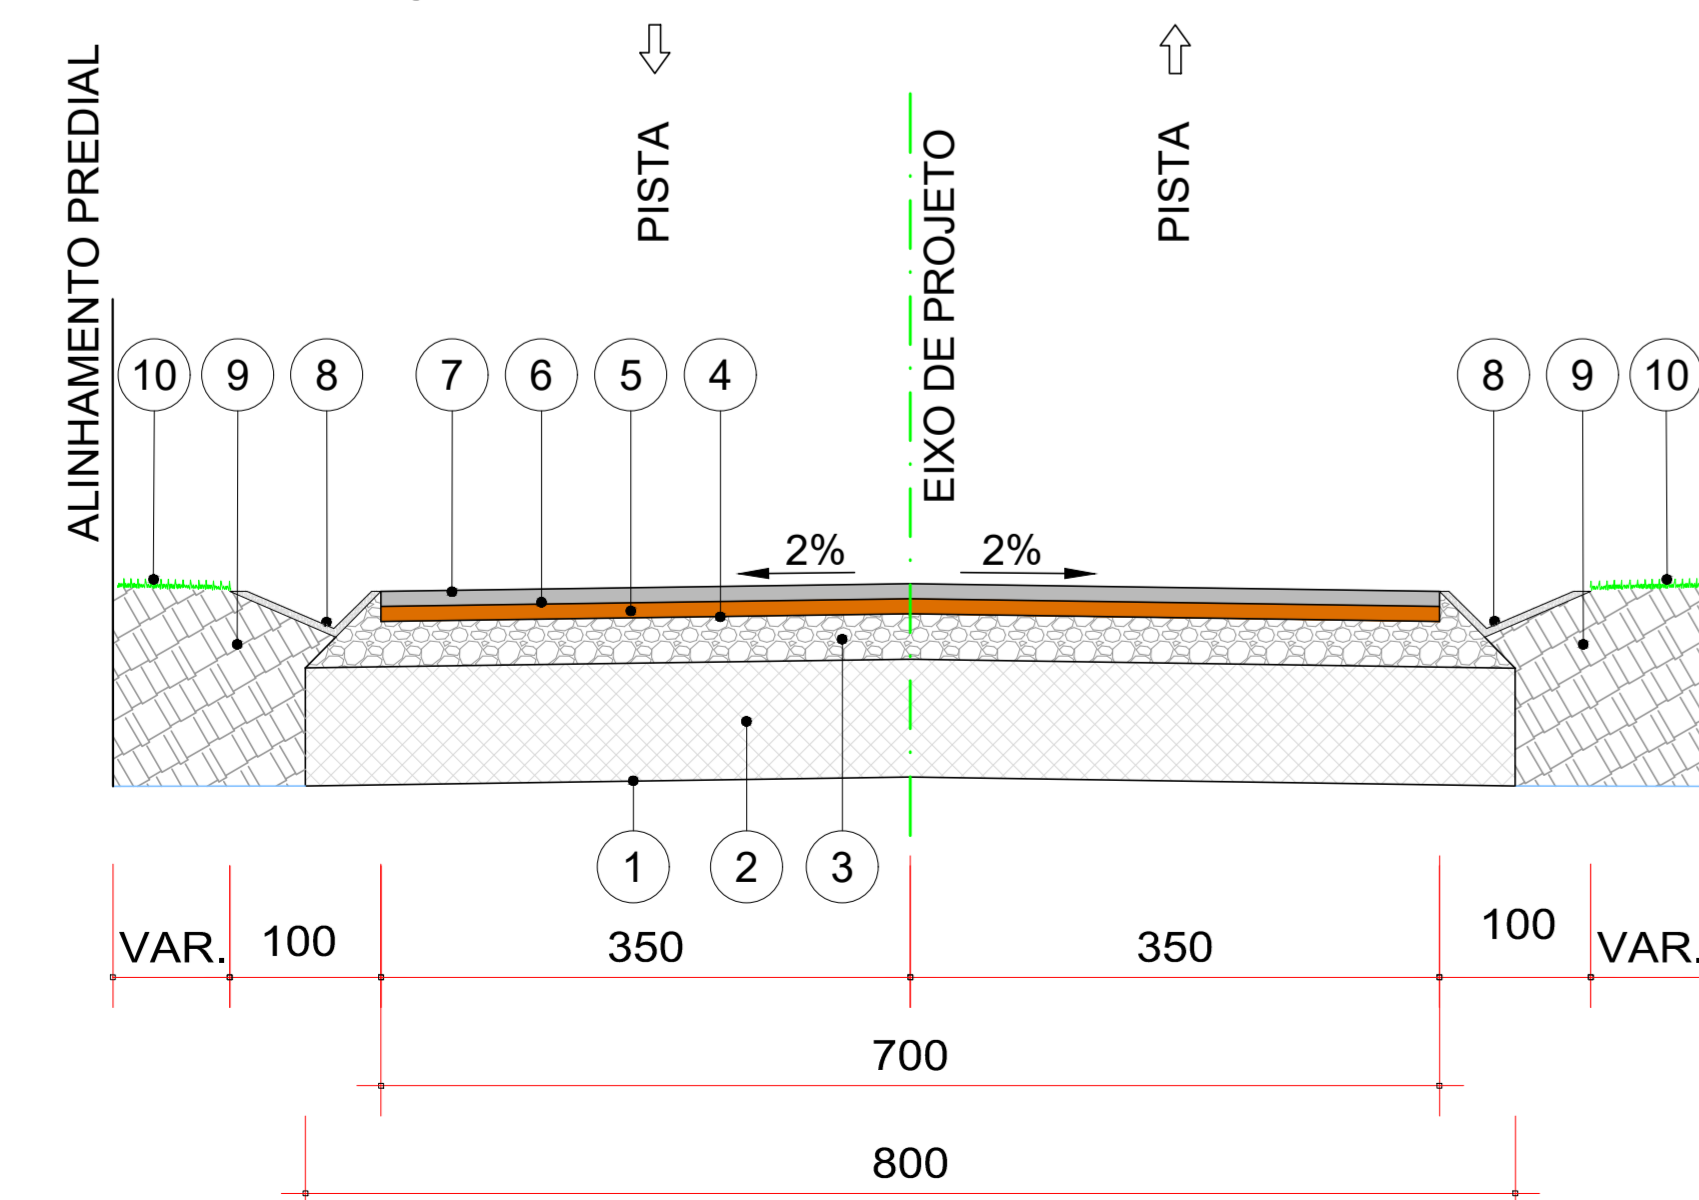 ALINHAMENTO PREDIAL
PISTA
EIXO DE PROJETO
PISTA
10 9 8 7 6 5 4 8 9 10
2% 2%
1 2 3
VAR. 100 350 350 100 VAR.
700
800